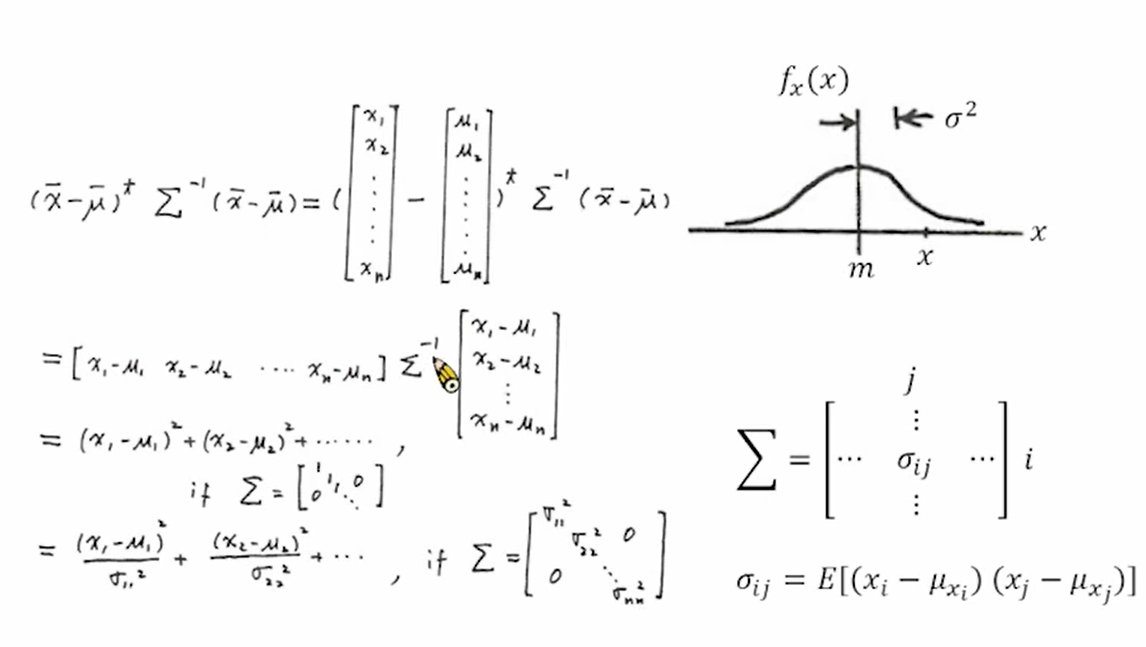 (x̄-μ̄)ᵗ Σ⁻¹ (x̄-μ̄) = ( [x₁ x₂ ⋮ xₙ] − [μ₁ μ₂ ⋮ μₙ] )ᵗ Σ⁻¹ (x̄-μ̄)
= [x₁-μ₁ x₂-μ₂ ···· xₙ-μₙ] Σ⁻¹ [x₁-μ₁ x₂-μ₂ ⋮ xₙ-μₙ]
= (x₁-μ₁)² + (x₂-μ₂)² + ······ ,
if Σ = [1 1 1 ⋱ 0 0]
= (x₁-μ₁)²/σ₁₁² + (x₂-μ₂)²/σ₂₂² + ··· , if Σ = [σ₁₁² σ₂₂² 0 0 ⋱ σₙₙ²]
fₓ(x)
σ²
x
m x
j
Σ = [⋮ ··· σᵢⱼ ··· ⋮] i
σᵢⱼ = E[(xᵢ − μₓᵢ) (xⱼ − μₓⱼ)]